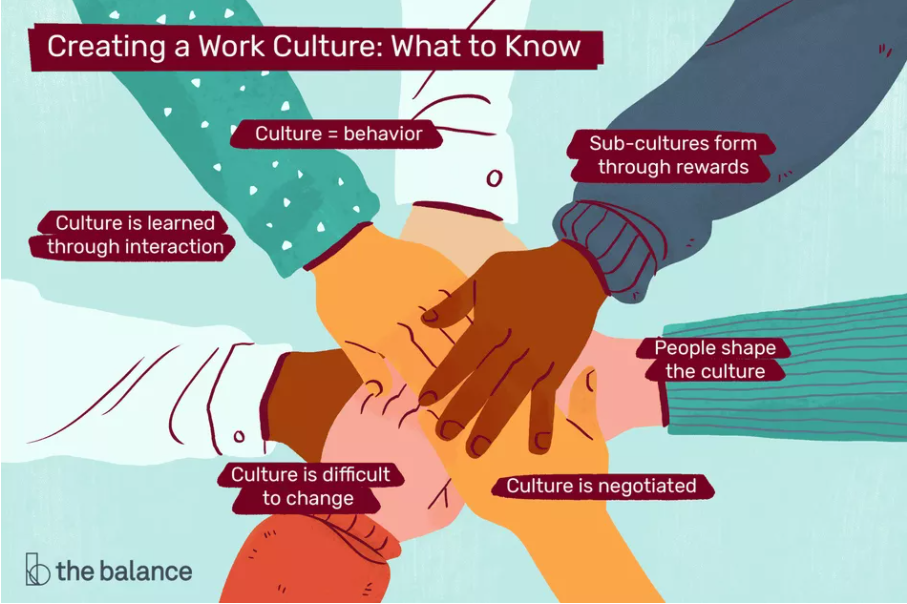 Creating a Work Culture: What to Know
Culture = behavior
Sub-cultures form
through rewards
Culture is learned
through interaction
People shape
the culture
Culture is difficult
to change
Culture is negotiated
the balance